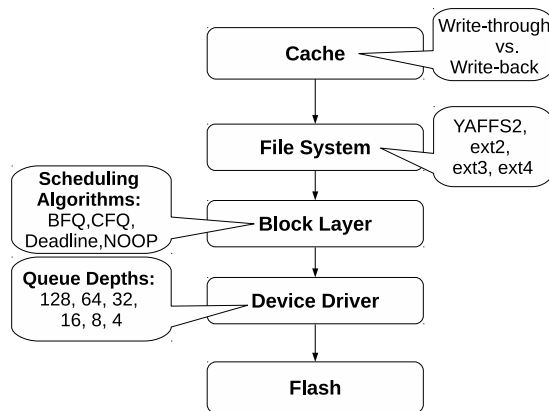 Write-through
vs.
Write-back
Cache
YAFFS2,
ext2,
ext3, ext4
File System
Scheduling
Algorithms:
BFQ,CFQ,
Deadline,NOOP
Block Layer
Queue Depths:
128, 64, 32,
16, 8, 4
Device Driver
Flash